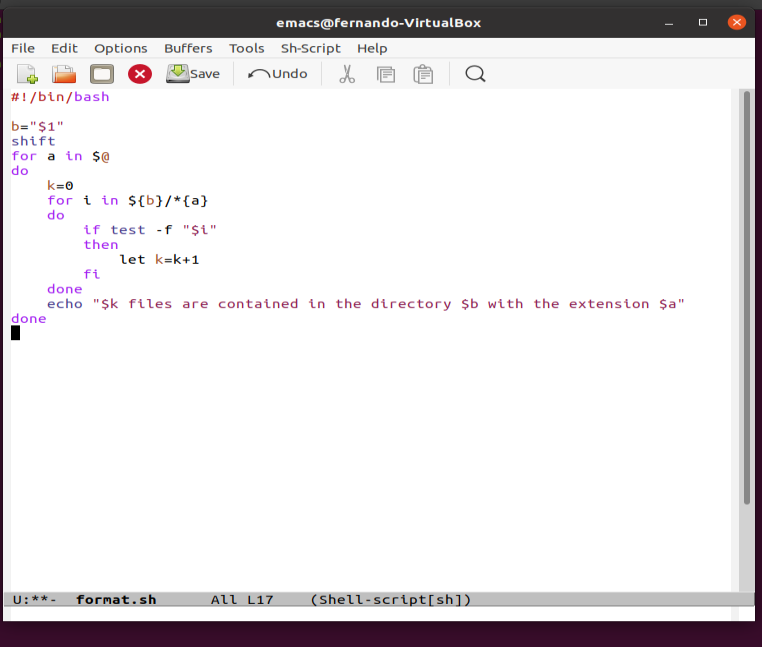 emacs@fernando-VirtualBox
File Edit Options Buffers Tools Sh-Script Help
Save Undo
#!/bin/bash

b="$1"
shift
for a in $@
do
    k=0
    for i in ${b}/*{a}
    do
        if test -f "$i"
        then
            let k=k+1
        fi
    done
    echo "$k files are contained in the directory $b with the extension $a"
done
U:**-  format.sh      All L17    (Shell-script[sh])